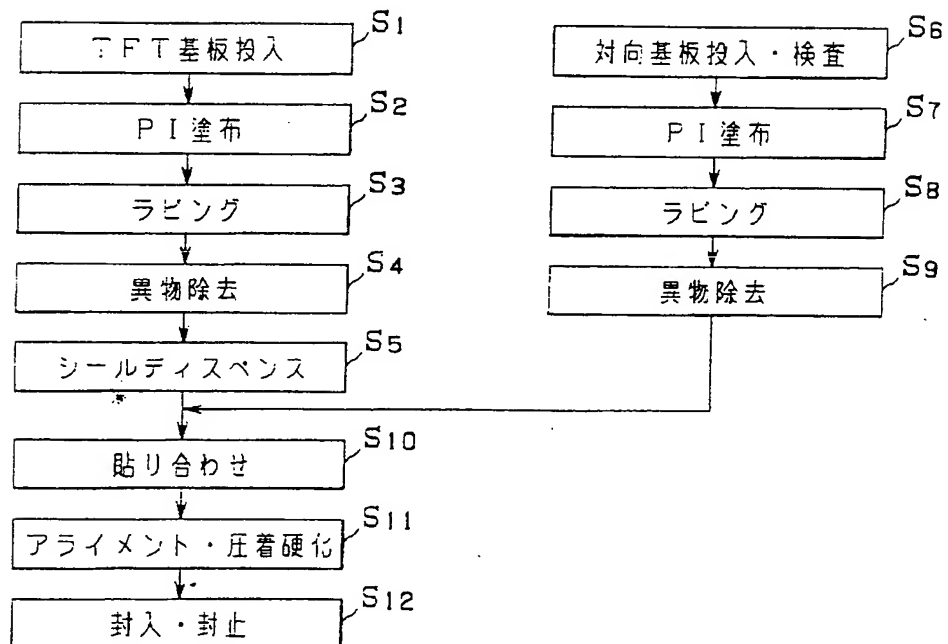 TFT基板投入 S1
PI塗布 S2
ラビング S3
異物除去 S4
シールディスペンス S5
対向基板投入・検査 S6
PI塗布 S7
ラビング S8
異物除去 S9
貼り合わせ S10
アライメント・圧着硬化 S11
封入・封止 S12